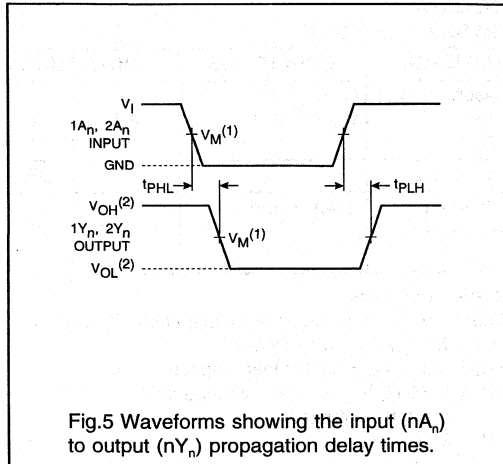 V_I
1A_n, 2A_n
INPUT
V_M(1)
GND
t_PHL
t_PLH
V_OH(2)
1Y_n, 2Y_n
OUTPUT
V_M(1)
V_OL(2)
Fig.5 Waveforms showing the input (nA_n)
to output (nY_n) propagation delay times.